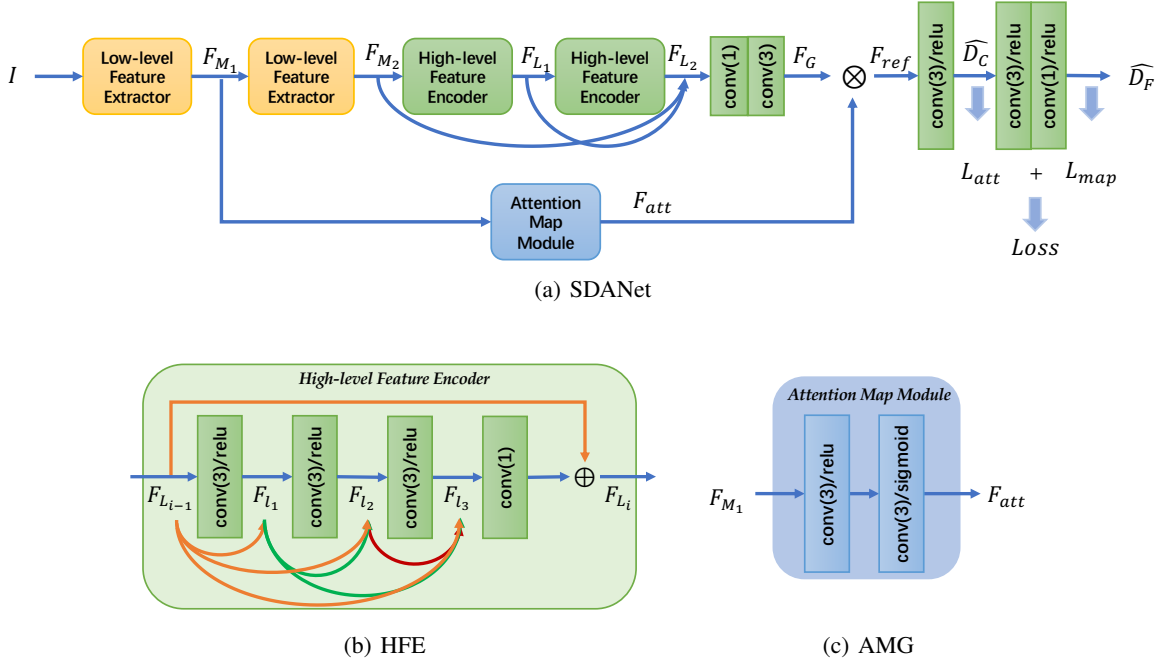 I
Low-level
Feature
Extractor
F_{M_1}
Low-level
Feature
Extractor
F_{M_2}
High-level
Feature
Encoder
F_{L_1}
High-level
Feature
Encoder
F_{L_2}
conv(1)
conv(3)
F_G
⊗
F_{ref}
conv(3)/relu
\widehat{D_C}
conv(3)/relu
conv(1)/relu
\widehat{D_F}
L_{att} + L_{map}
Loss
Attention
Map
Module
F_{att}
(a) SDANet
High-level Feature Encoder
F_{L_{i-1}}
conv(3)/relu
F_{l_1}
conv(3)/relu
F_{l_2}
conv(3)/relu
F_{l_3}
conv(1)
⊕
F_{L_i}
(b) HFE
Attention Map Module
F_{M_1}
conv(3)/relu
conv(3)/sigmoid
F_{att}
(c) AMG